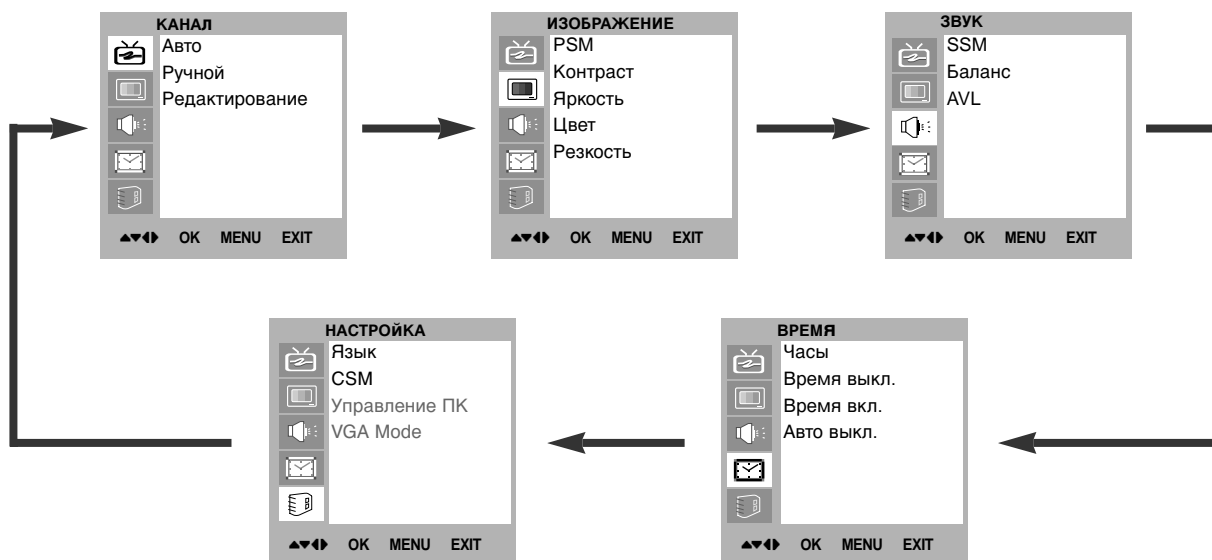 КАНАЛ
Авто
Ручной
Редактирование
▲▼◀▶ OK MENU EXIT
ИЗОБРАЖЕНИЕ
PSM
Контраст
Яркость
Цвет
Резкость
▲▼◀▶ OK MENU EXIT
ЗВУК
SSM
Баланс
AVL
▲▼◀▶ OK MENU EXIT
НАСТРОЙКА
Язык
CSM
Управление ПК
VGA Mode
▲▼◀▶ OK MENU EXIT
ВРЕМЯ
Часы
Время выкл.
Время вкл.
Авто выкл.
▲▼◀▶ OK MENU EXIT